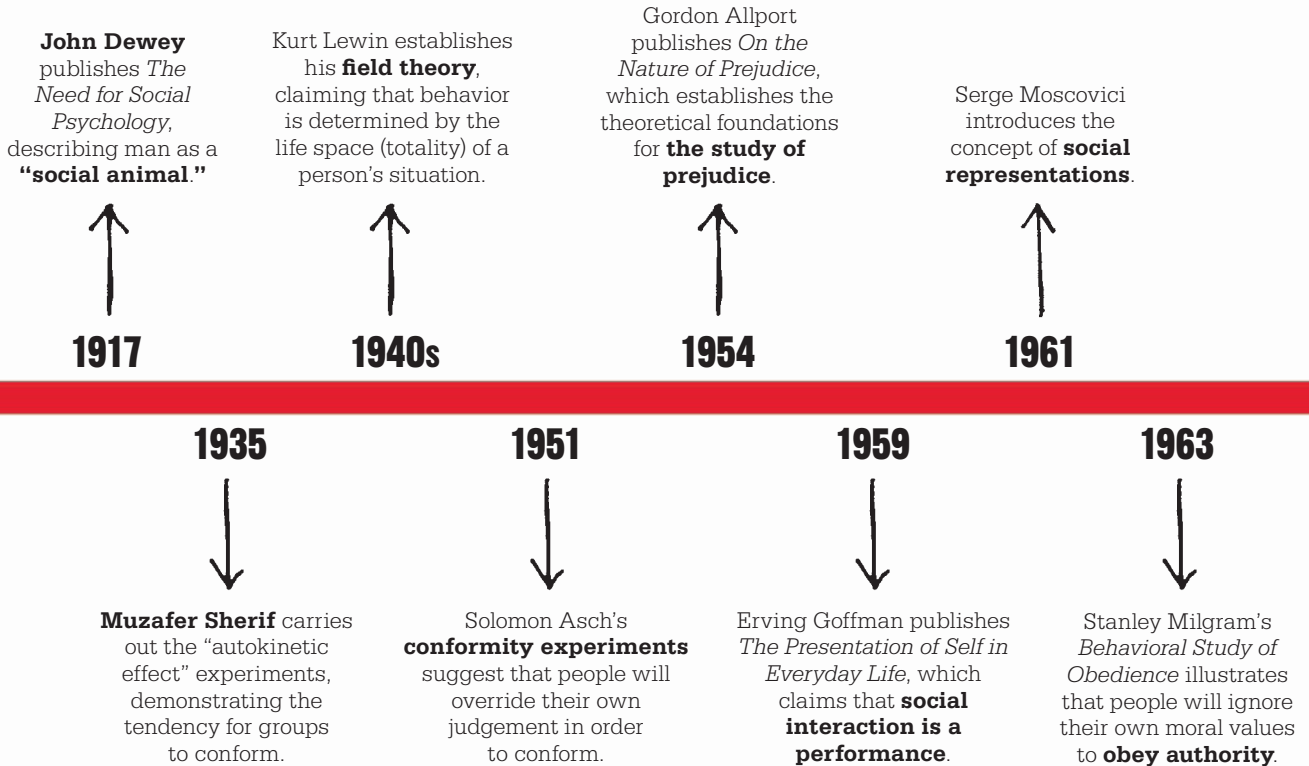 John Dewey
publishes The
Need for Social
Psychology,
describing man as a
“social animal.”
1917
Kurt Lewin establishes
his field theory,
claiming that behavior
is determined by the
life space (totality) of a
person’s situation.
1940s
Gordon Allport
publishes On the
Nature of Prejudice,
which establishes the
theoretical foundations
for the study of
prejudice.
1954
Serge Moscovici
introduces the
concept of social
representations.
1961
1935
Muzafer Sherif carries
out the “autokinetic
effect” experiments,
demonstrating the
tendency for groups
to conform.
1951
Solomon Asch’s
conformity experiments
suggest that people will
override their own
judgement in order
to conform.
1959
Erving Goffman publishes
The Presentation of Self in
Everyday Life, which
claims that social
interaction is a
performance.
1963
Stanley Milgram’s
Behavioral Study of
Obedience illustrates
that people will ignore
their own moral values
to obey authority.